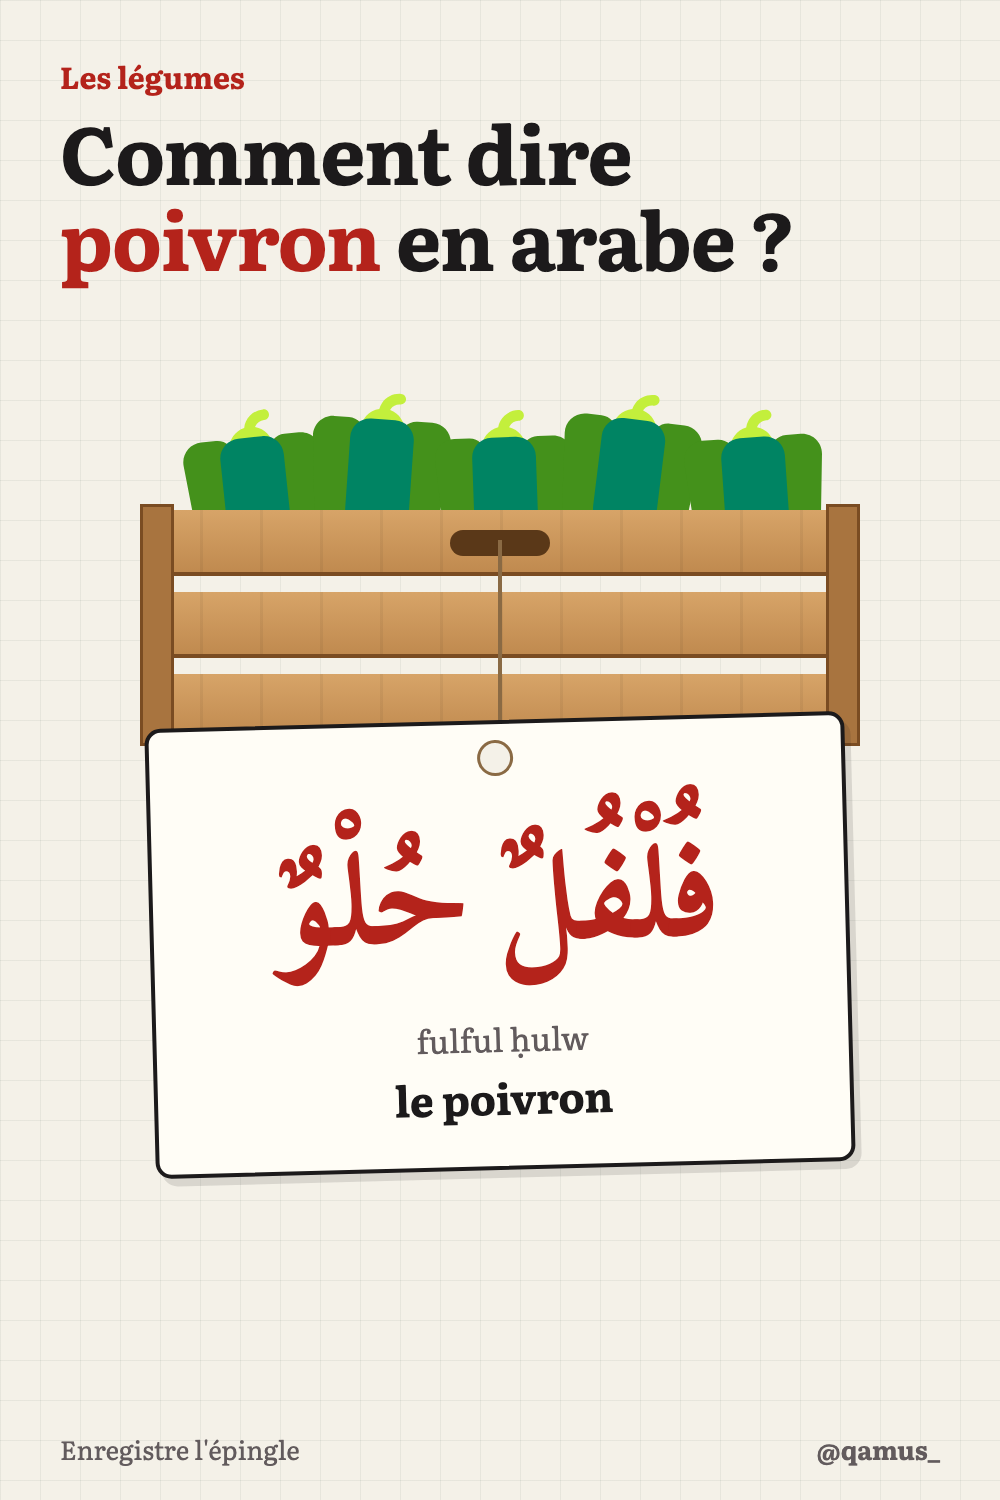 Les légumes
Comment dire
poivron en arabe ?
فُلْفُلٌ حُلْوٌ
fulful ḥulw
le poivron
Enregistre l'épingle
@qamus_